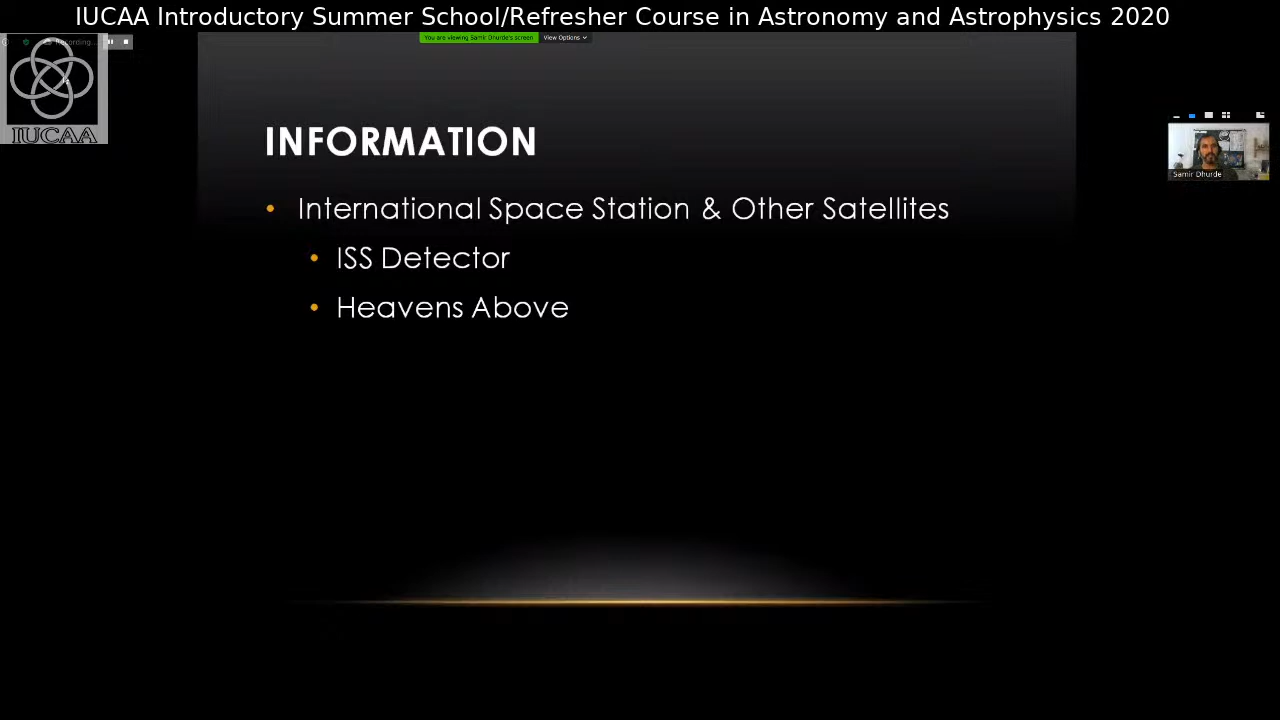 IUCAA Introductory Summer School/Refresher Course in Astronomy and Astrophysics 2020
Recording...
You are viewing Samir Dhurde's screen
View Options
IUCAA
INFORMATION
• International Space Station & Other Satellites
• ISS Detector
• Heavens Above
Samir Dhurde